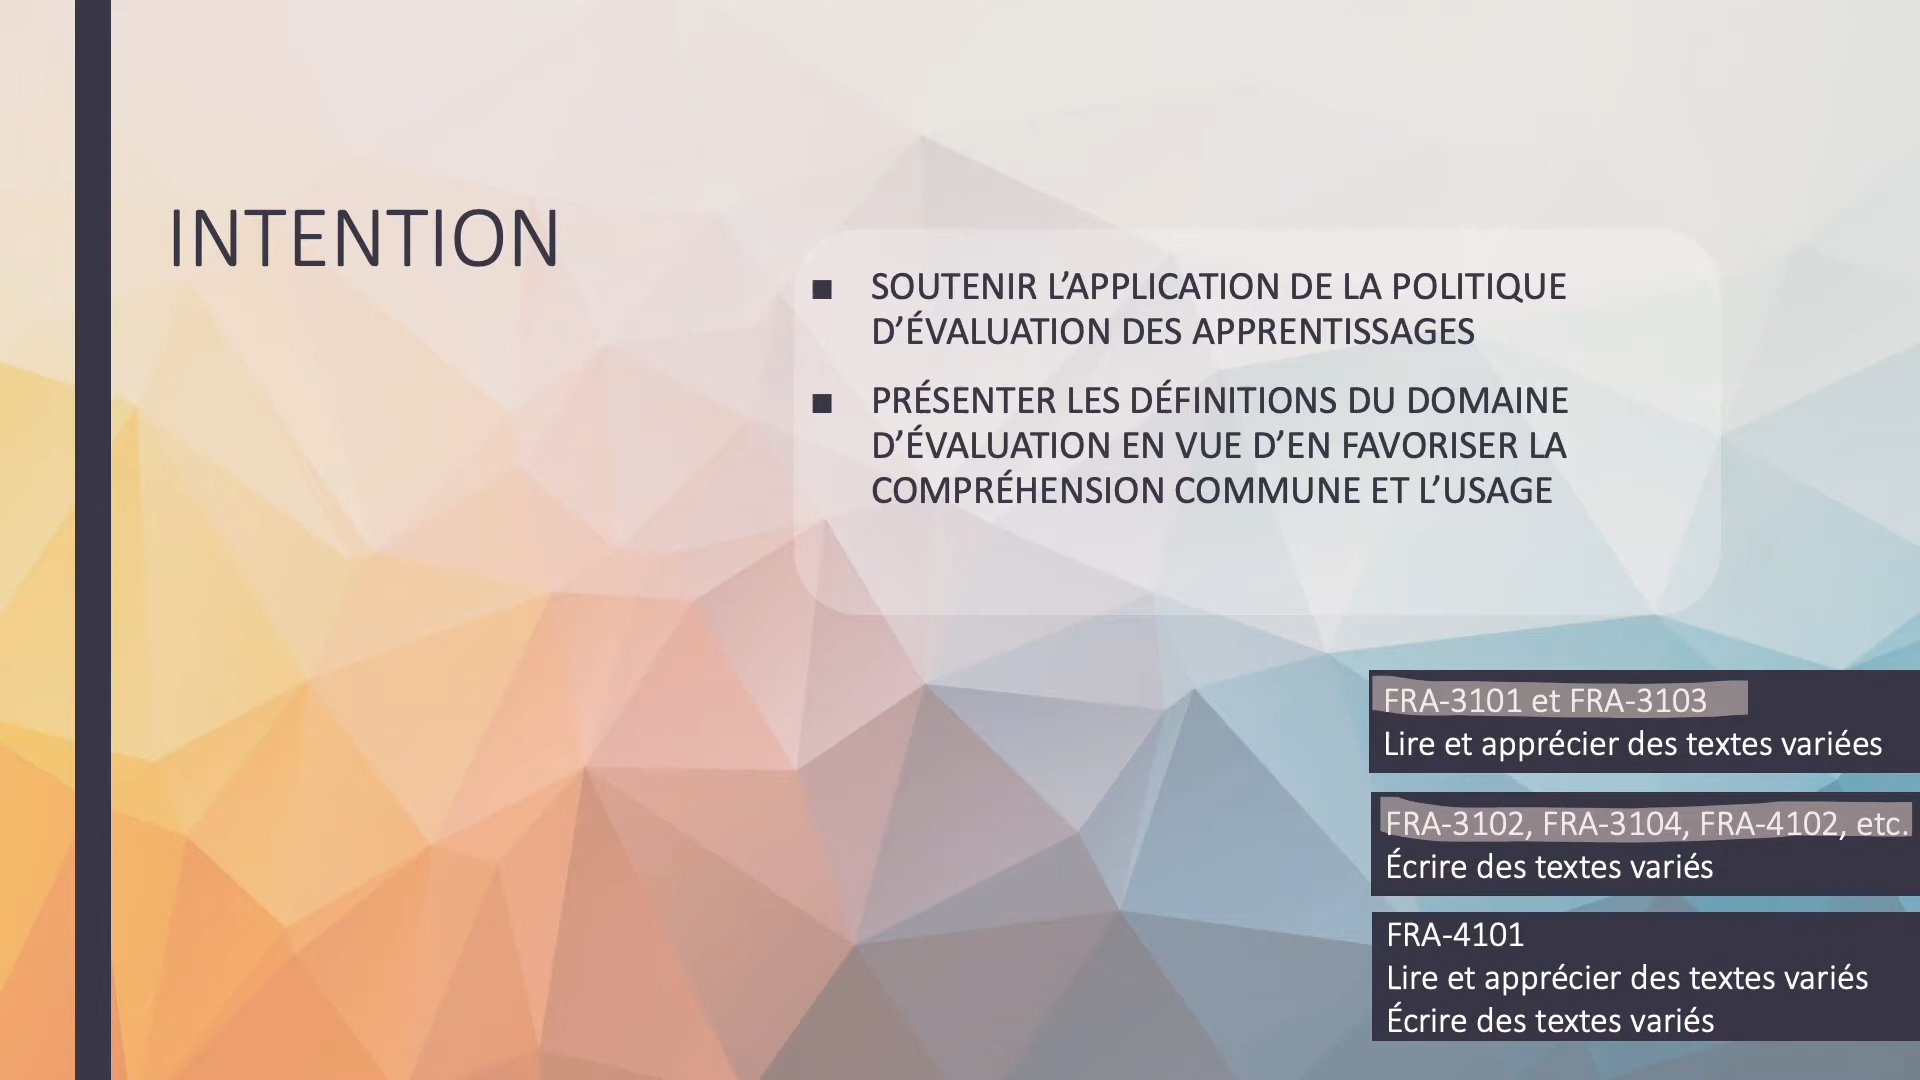 INTENTION
■ SOUTENIR L’APPLICATION DE LA POLITIQUE
D’ÉVALUATION DES APPRENTISSAGES
■ PRÉSENTER LES DÉFINITIONS DU DOMAINE
D’ÉVALUATION EN VUE D’EN FAVORISER LA
COMPRÉHENSION COMMUNE ET L’USAGE
FRA-3101 et FRA-3103
Lire et apprécier des textes variées
FRA-3102, FRA-3104, FRA-4102, etc.
Écrire des textes variés
FRA-4101
Lire et apprécier des textes variés
Écrire des textes variés